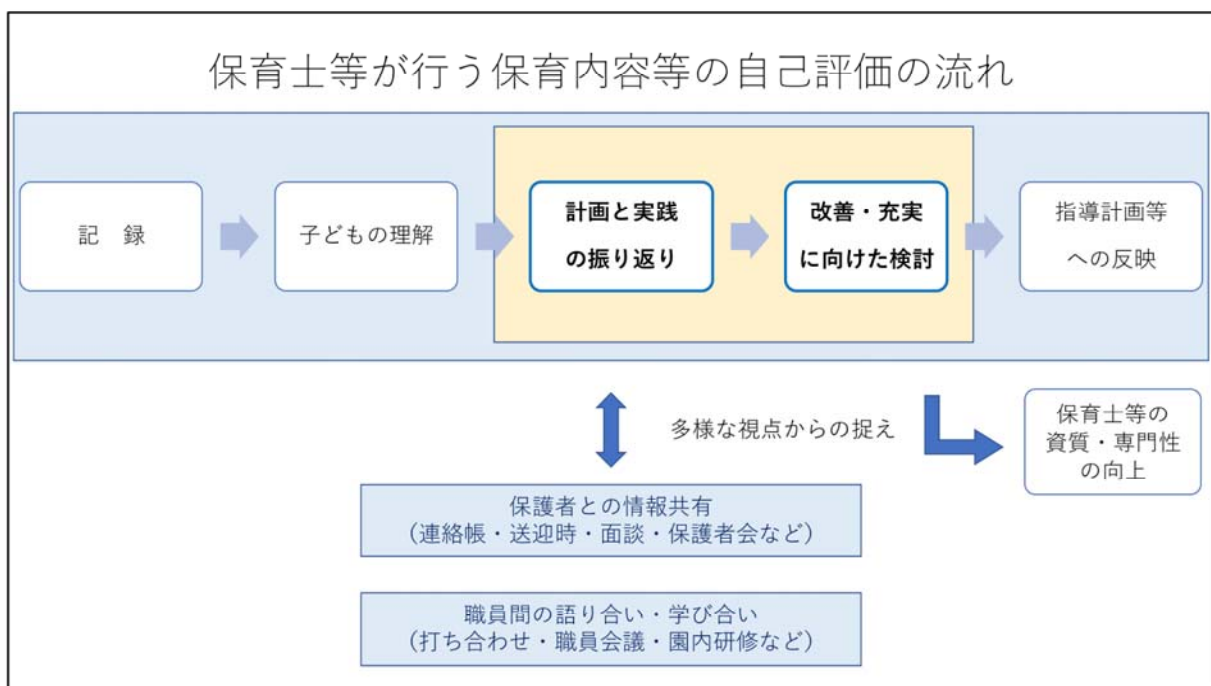 保育士等が行う保育内容等の自己評価の流れ
記　録
子どもの理解
計画と実践
の振り返り
改善・充実
に向けた検討
指導計画等
への反映
多様な視点からの捉え
保育士等の
資質・専門性
の向上
保護者との情報共有
（連絡帳・送迎時・面談・保護者会など）
職員間の語り合い・学び合い
（打ち合わせ・職員会議・園内研修など）